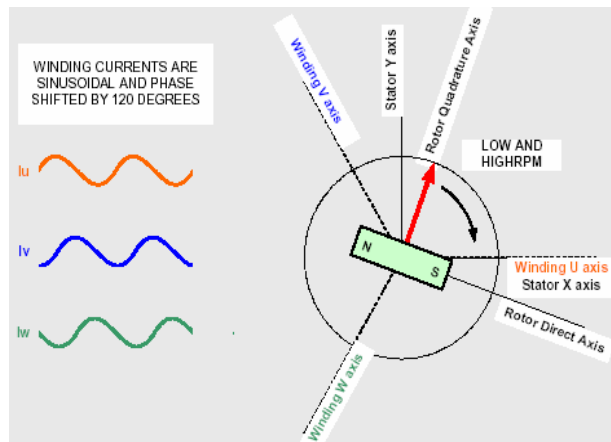 WINDING CURRENTS ARE
SINUSOIDAL AND PHASE
SHIFTED BY 120 DEGREES
Iu
Iv
Iw
Winding V axis
Stator Y axis
Rotor Quadrature Axis
LOW AND
HIGHRPM
N
S
Winding U axis
Stator X axis
Rotor Direct Axis
Winding W axis